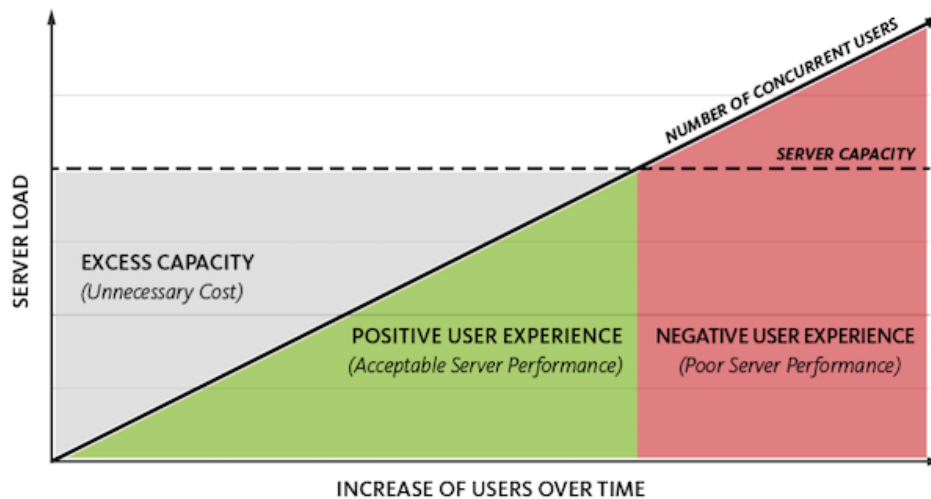 NUMBER OF CONCURRENT USERS
SERVER CAPACITY
SERVER LOAD
EXCESS CAPACITY
(Unnecessary Cost)
POSITIVE USER EXPERIENCE
(Acceptable Server Performance)
NEGATIVE USER EXPERIENCE
(Poor Server Performance)
INCREASE OF USERS OVER TIME